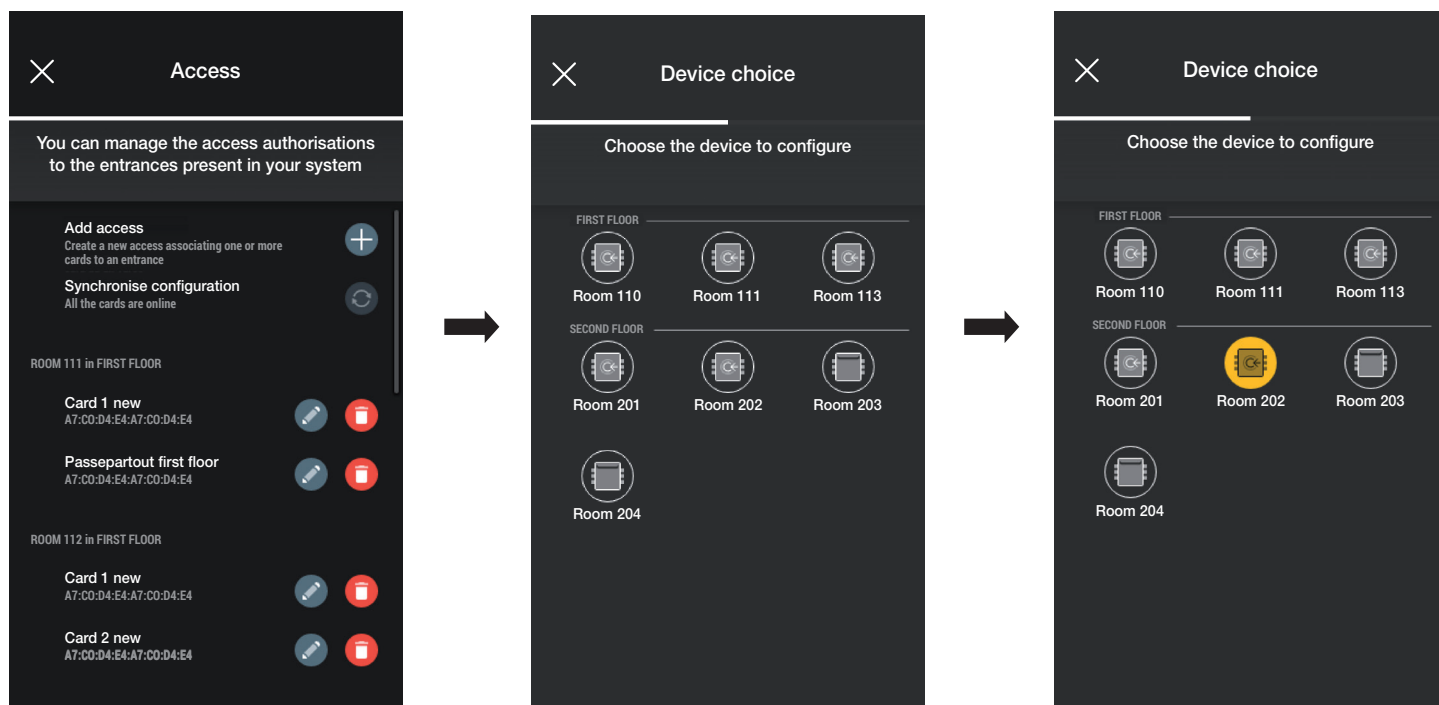 Access
You can manage the access authorisations
to the entrances present in your system
Add access
Create a new access associating one or more
cards to an entrance
Synchronise configuration
All the cards are online
ROOM 111 in FIRST FLOOR
Card 1 new
A7:C0:D4:E4:A7:C0:D4:E4
Passepartout first floor
A7:C0:D4:E4:A7:C0:D4:E4
ROOM 112 in FIRST FLOOR
Card 1 new
A7:C0:D4:E4:A7:C0:D4:E4
Card 2 new
A7:C0:D4:E4:A7:C0:D4:E4
Device choice
Choose the device to configure
FIRST FLOOR
Room 110 Room 111 Room 113
SECOND FLOOR
Room 201 Room 202 Room 203
Room 204
Device choice
Choose the device to configure
FIRST FLOOR
Room 110 Room 111 Room 113
SECOND FLOOR
Room 201 Room 202 Room 203
Room 204